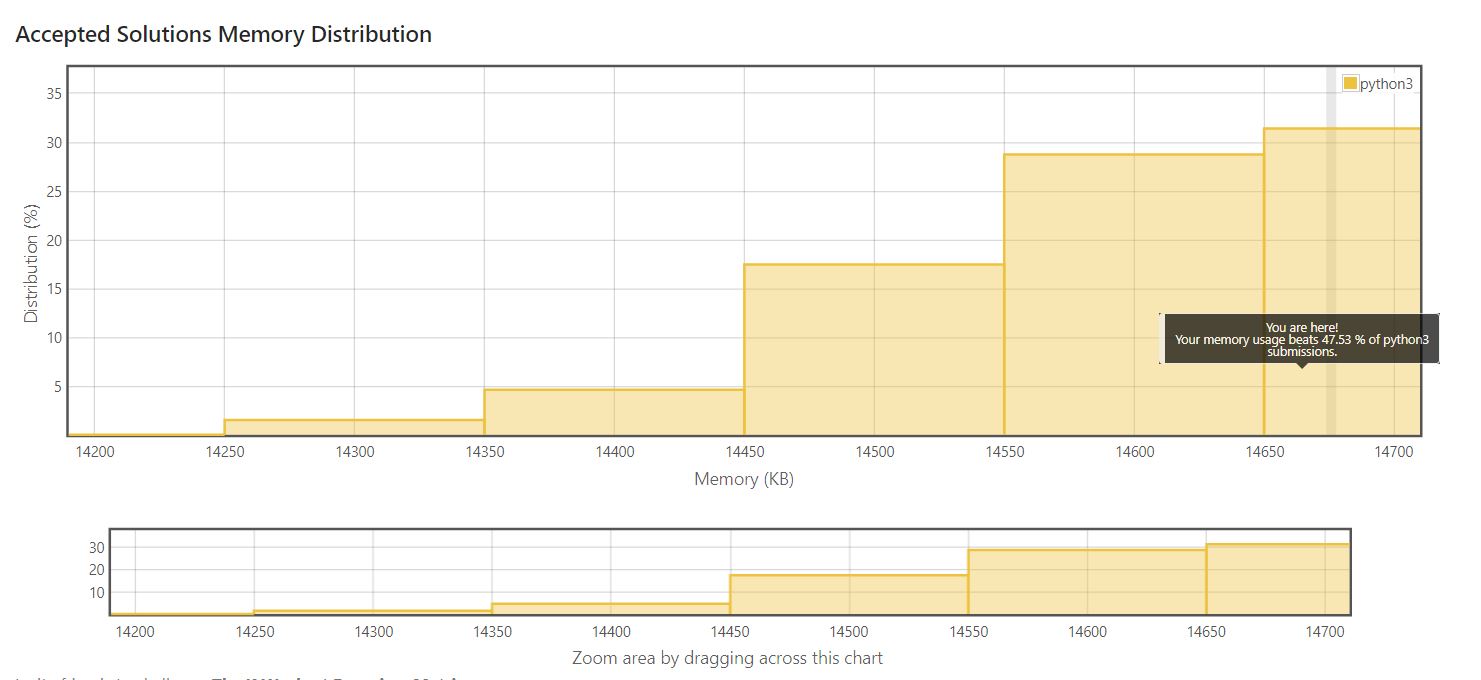 Accepted Solutions Memory Distribution
python3
35
30
25
20
15
10
5
Distribution (%)
You are here!
Your memory usage beats 47.53 % of python3
submissions.
14200 14250 14300 14350 14400 14450 14500 14550 14600 14650 14700
Memory (KB)
30
20
10
14200 14250 14300 14350 14400 14450 14500 14550 14600 14650 14700
Zoom area by dragging across this chart